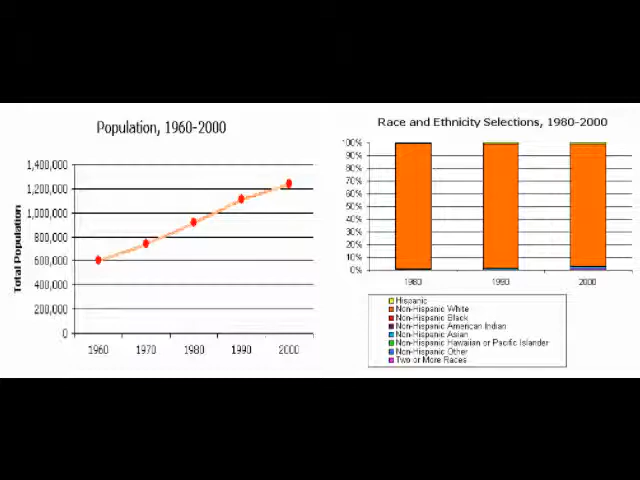 Population, 1960-2000
1,400,000
1,200,000
1,000,000
800,000
600,000
400,000
200,000
0
Total Population
1960 1970 1980 1990 2000
Race and Ethnicity Selections, 1980-2000
100%
90%
80%
70%
60%
50%
40%
30%
20%
10%
0%
1980 1990 2000
Hispanic
Non-Hispanic White
Non-Hispanic Black
Non-Hispanic American Indian
Non-Hispanic Asian
Non-Hispanic Hawaiian or Pacific Islander
Non-Hispanic Other
Two or More Races